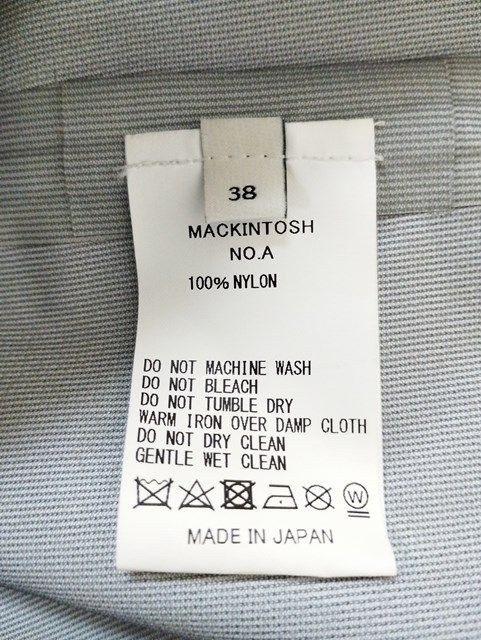 38
MACKINTOSH
NO.A
100% NYLON
DO NOT MACHINE WASH
DO NOT BLEACH
DO NOT TUMBLE DRY
WARM IRON OVER DAMP CLOTH
DO NOT DRY CLEAN
GENTLE WET CLEAN
W
MADE IN JAPAN